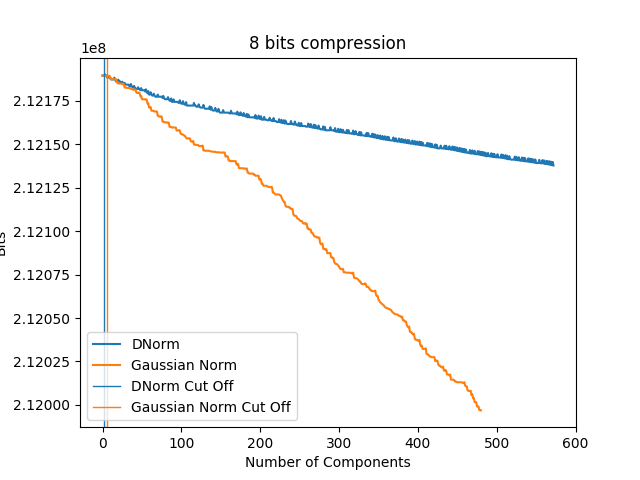 8 bits compression
1e8
2.12175
2.12150
2.12125
2.12100
2.12075
2.12050
2.12025
2.12000
Bits
DNorm
Gaussian Norm
DNorm Cut Off
Gaussian Norm Cut Off
0 100 200 300 400 500 600
Number of Components